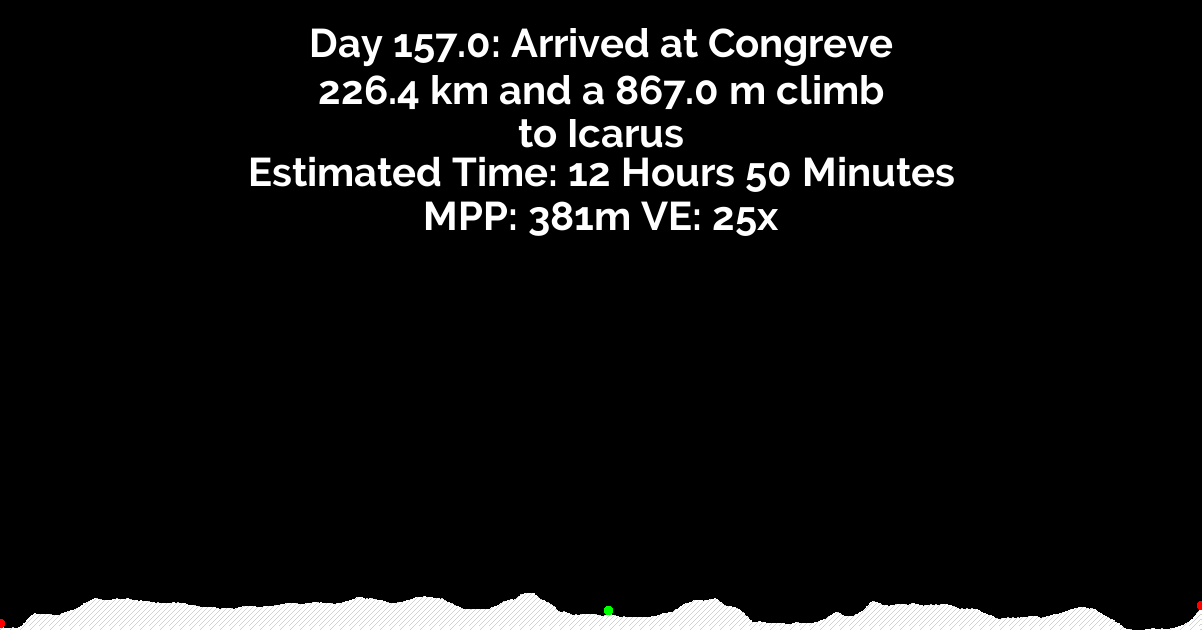 Day 157.0: Arrived at Congreve
226.4 km and a 867.0 m climb
to Icarus
Estimated Time: 12 Hours 50 Minutes
MPP: 381m VE: 25x